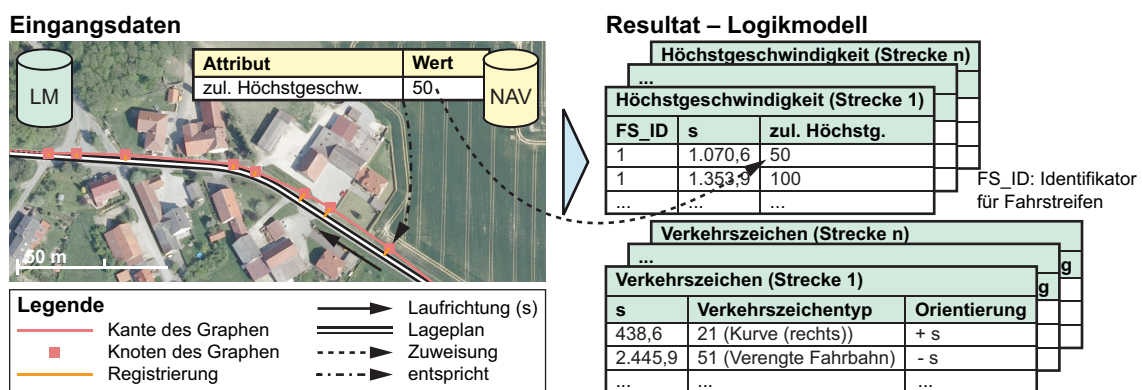 Eingangsdaten
LM
Attribut Wert
zul. Höchstgeschw. 50
NAV
50 m
Legende
Kante des Graphen
Knoten des Graphen
Registrierung
Laufrichtung (s)
Lageplan
Zuweisung
entspricht
Resultat – Logikmodell
Höchstgeschwindigkeit (Strecke n)
...
Höchstgeschwindigkeit (Strecke 1)
FS_ID s zul. Höchstg.
1 1.070,6 50
1 1.353,9 100
... ... ...
FS_ID: Identifikator
für Fahrstreifen
Verkehrszeichen (Strecke n)
...
g
Verkehrszeichen (Strecke 1)
g
s Verkehrszeichentyp Orientierung
438,6 21 (Kurve (rechts)) + s
2.445,9 51 (Verengte Fahrbahn) - s
... ... ...